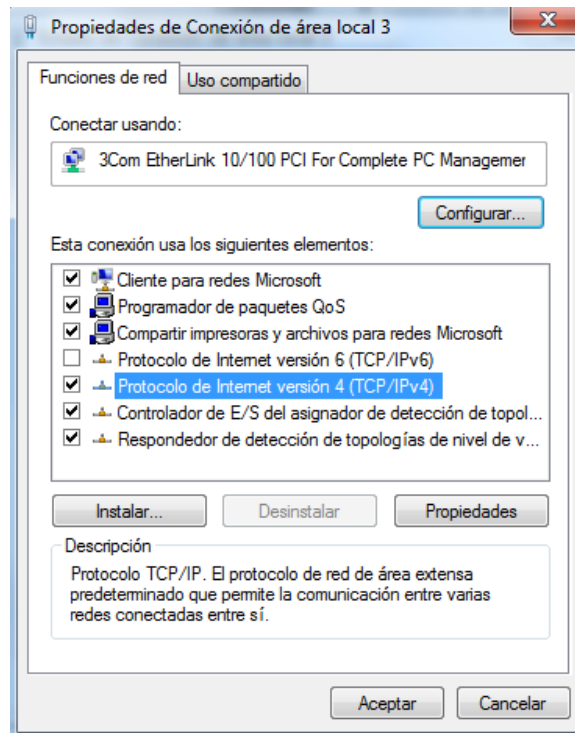 Propiedades de Conexión de área local 3
Funciones de red
Uso compartido
Conectar usando:
3Com EtherLink 10/100 PCI For Complete PC Managemer
Configurar...
Esta conexión usa los siguientes elementos:
Cliente para redes Microsoft
Programador de paquetes QoS
Compartir impresoras y archivos para redes Microsoft
Protocolo de Internet versión 6 (TCP/IPv6)
Protocolo de Internet versión 4 (TCP/IPv4)
Controlador de E/S del asignador de detección de topol...
Respondedor de detección de topologías de nivel de v...
Instalar...
Desinstalar
Propiedades
Descripción
Protocolo TCP/IP. El protocolo de red de área extensa
predeterminado que permite la comunicación entre varias
redes conectadas entre sí.
Aceptar
Cancelar